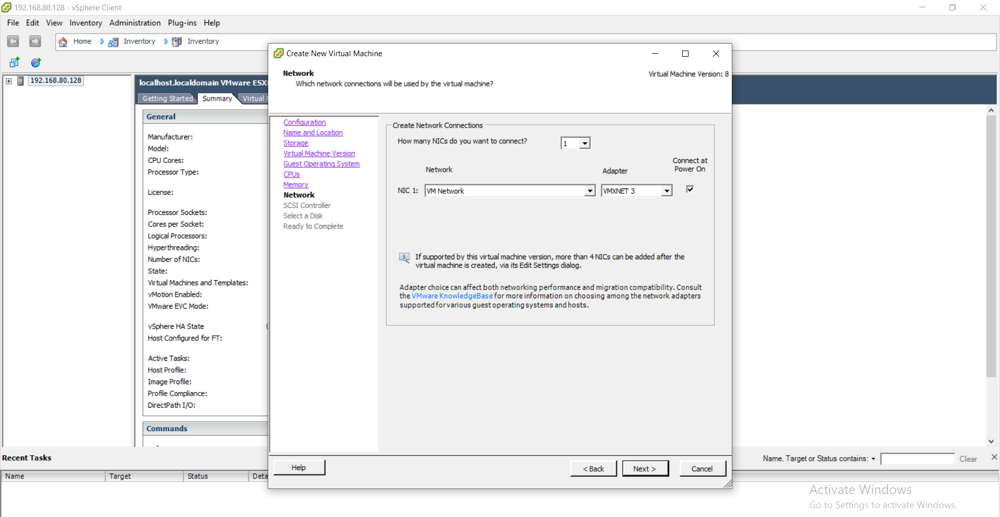 192.168.80.128 - vSphere Client
File Edit View Inventory Administration Plug-ins Help
Home Inventory Inventory
192.168.80.128
localhost.localdomain VMware ESX
Getting Started Summary Virtual
General
Manufacturer:
Model:
CPU Cores:
Processor Type:
License:
Processor Sockets:
Cores per Socket:
Logical Processors:
Hyperthreading:
Number of NICs:
State:
Virtual Machines and Templates:
vMotion Enabled:
VMware EVC Mode:
vSphere HA State
Host Configured for FT:
Active Tasks:
Host Profile:
Image Profile:
Profile Compliance:
DirectPath I/O:
Commands
Create New Virtual Machine
Network
Which network connections will be used by the virtual machine?
Virtual Machine Version: 8
Configuration
Name and Location
Storage
Virtual Machine Version
Guest Operating System
CPUs
Memory
Network
SCSI Controller
Select a Disk
Ready to Complete
Create Network Connections
How many NICs do you want to connect? 1
Network Adapter Connect at
Power On
NIC 1: VM Network VMXNET 3
If supported by this virtual machine version, more than 4 NICs can be added after the
virtual machine is created, via its Edit Settings dialog.
Adapter choice can affect both networking performance and migration compatibility. Consult
the VMware KnowledgeBase for more information on choosing among the network adapters
supported for various guest operating systems and hosts.
Help < Back Next > Cancel
Recent Tasks
Name, Target or Status contains: Clear
Name Target Status Deta
Activate Windows
Go to Settings to activate Windows.